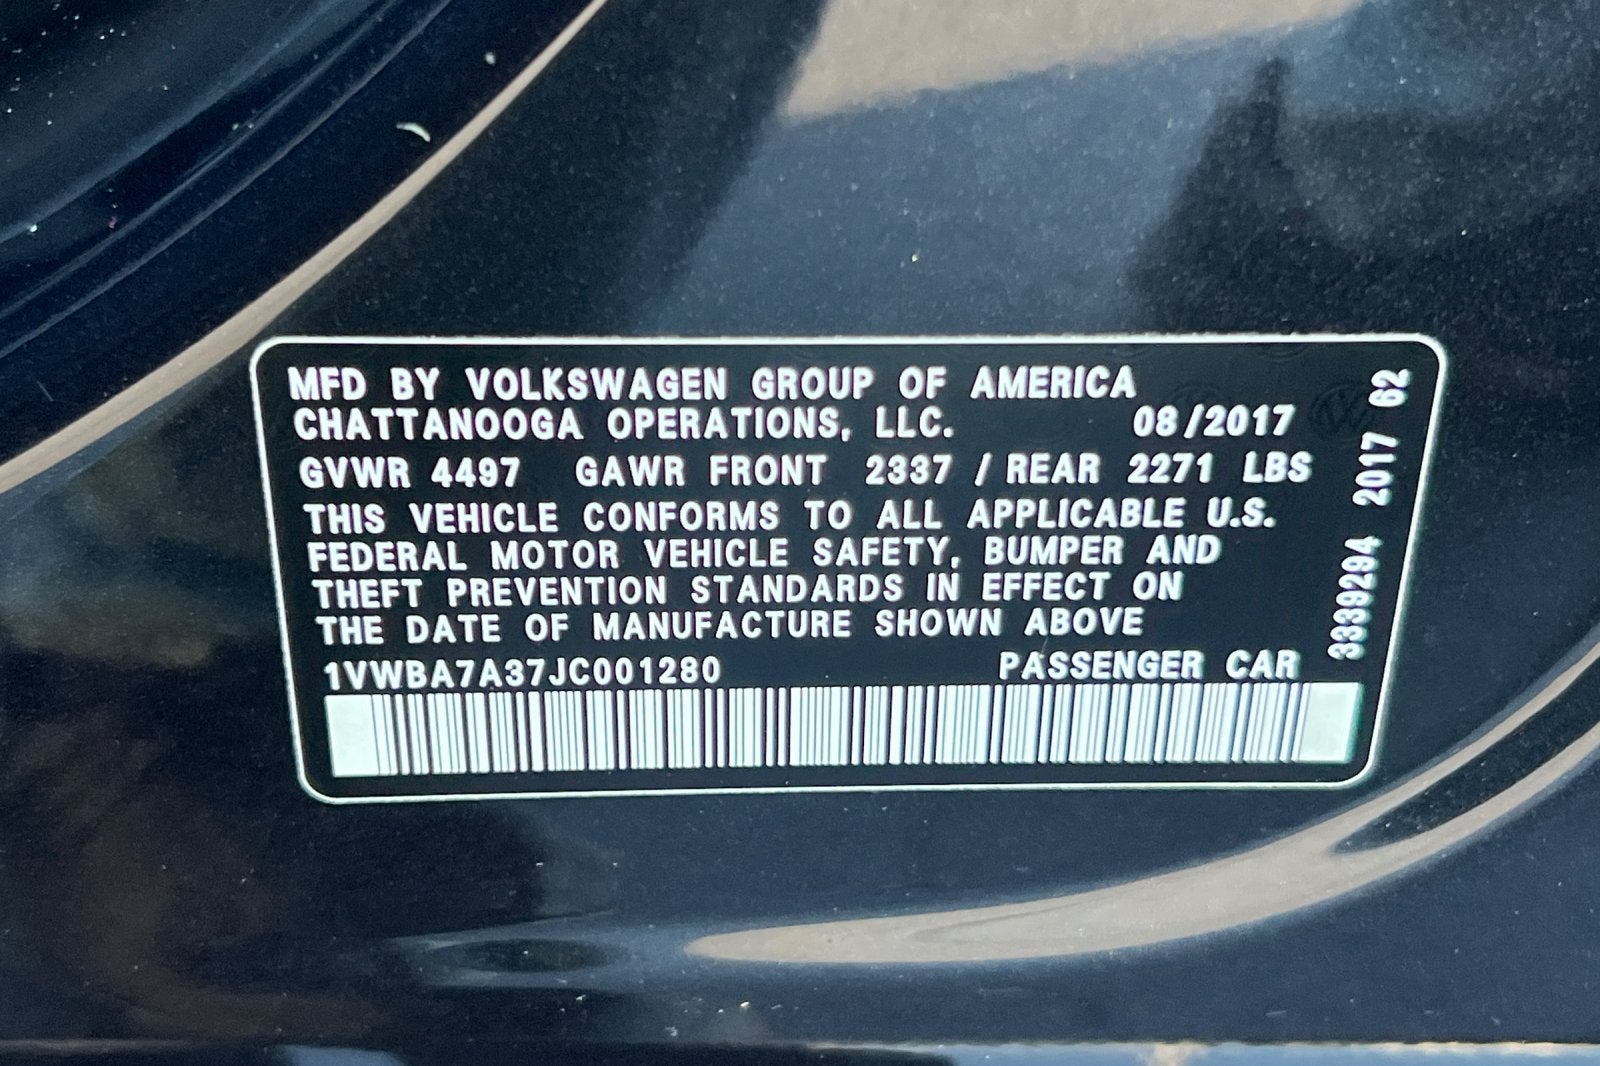 MFD BY VOLKSWAGEN GROUP OF AMERICA
CHATTANOOGA OPERATIONS, LLC. 08/2017
GVWR 4497 GAWR FRONT 2337 / REAR 2271 LBS
THIS VEHICLE CONFORMS TO ALL APPLICABLE U.S.
FEDERAL MOTOR VEHICLE SAFETY, BUMPER AND
THEFT PREVENTION STANDARDS IN EFFECT ON
THE DATE OF MANUFACTURE SHOWN ABOVE
1VWBA7A37JC001280 PASSENGER CAR
3339294 2017 62